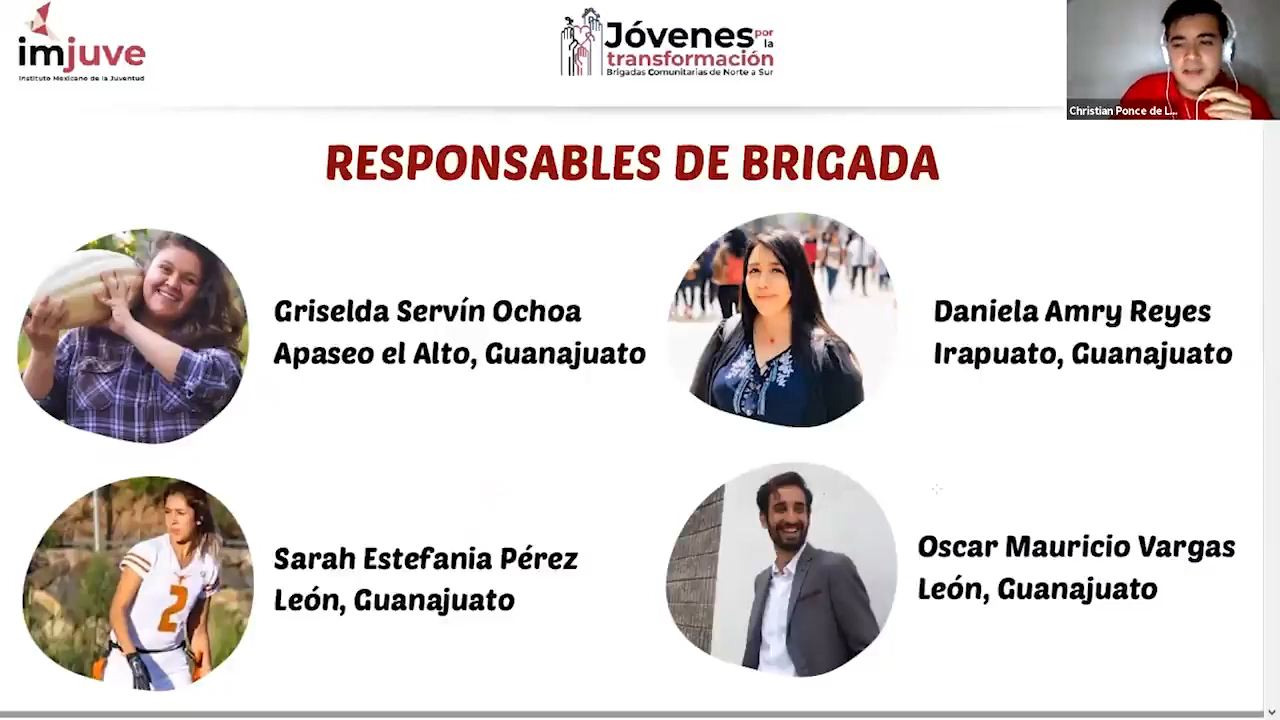 imjuve
Instituto Mexicano de la Juventud
Jóvenes por la
transformación
Brigadas Comunitarias de Norte a Sur
Christian Ponce de L...
RESPONSABLES DE BRIGADA
Griselda Servín Ochoa
Apaseo el Alto, Guanajuato
Daniela Amry Reyes
Irapuato, Guanajuato
Sarah Estefania Pérez
León, Guanajuato
2
Oscar Mauricio Vargas
León, Guanajuato